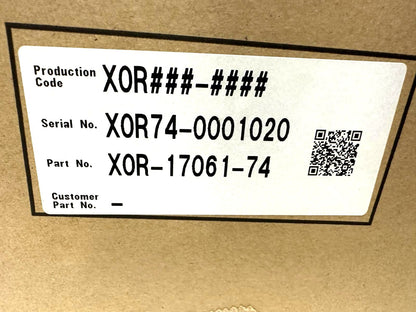 Production Code XOR###-####
Serial No. XOR74-0001020
Part No. XOR-17061-74
Customer Part No. –